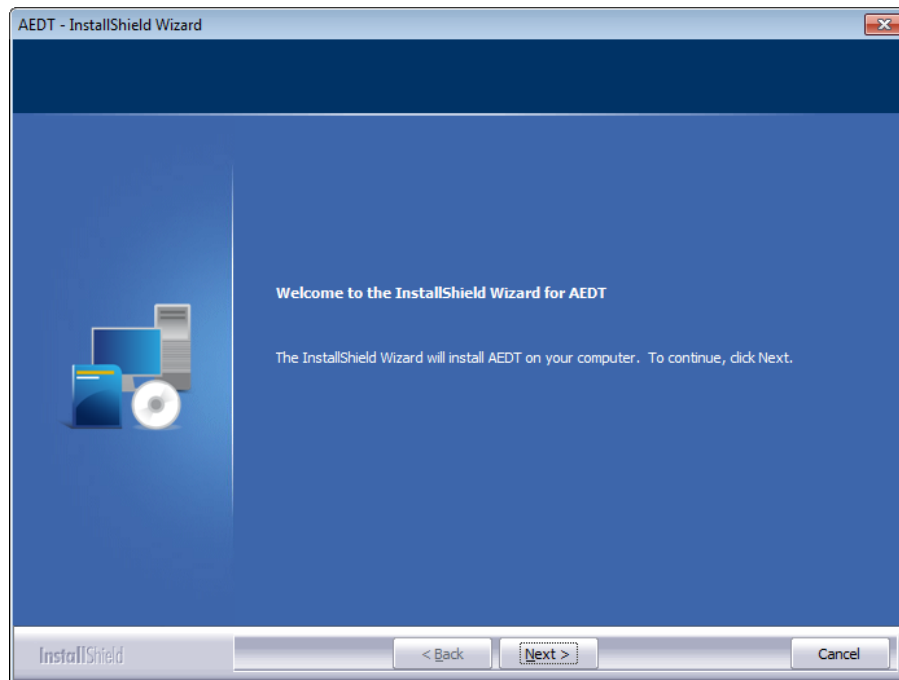 AEDT - InstallShield Wizard
Welcome to the InstallShield Wizard for AEDT
The InstallShield Wizard will install AEDT on your computer.  To continue, click Next.
InstallShield
< Back
Next >
Cancel